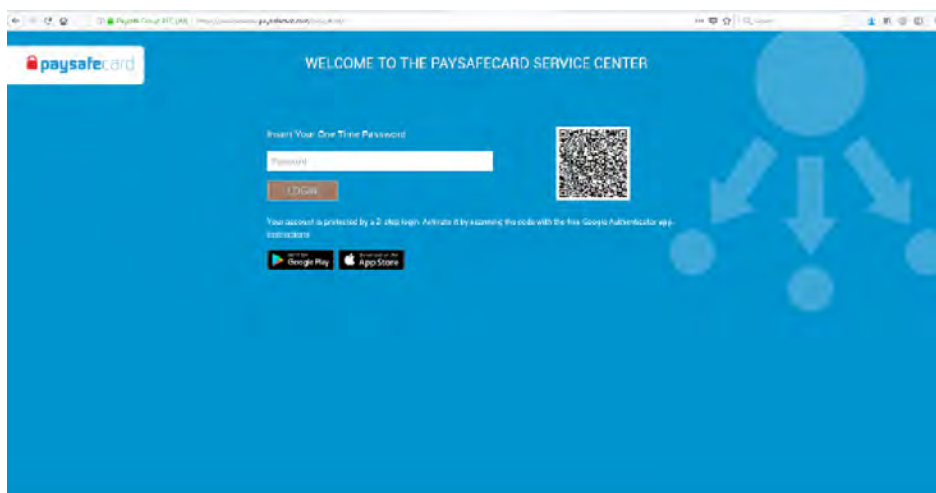 paysafecard
WELCOME TO THE PAYSAFECARD SERVICE CENTER
Insert Your One Time Password
Password
LOGIN
Your account is protected by a 2-step login. Activate it by scanning the code with the free Google Authenticator app.
Instructions
Google Play
App Store